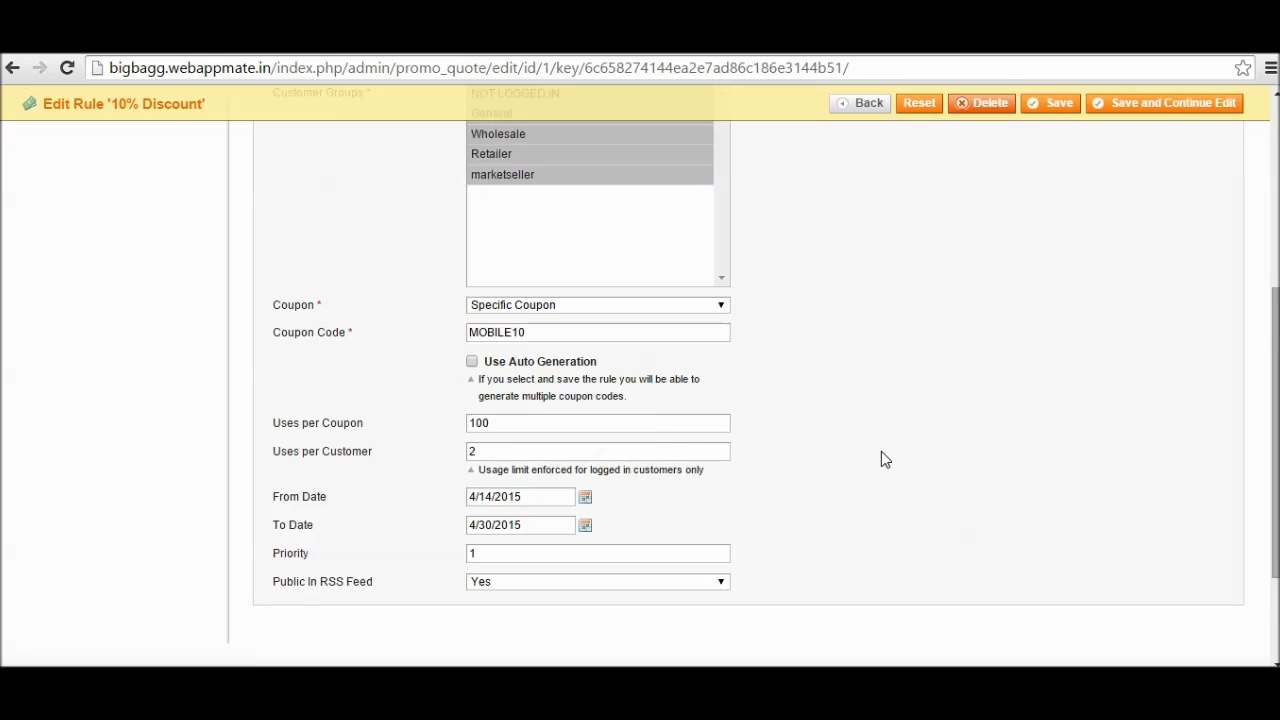 bigbagg.webappmate.in/index.php/admin/promo_quote/edit/id/1/key/6c658274144ea2e7ad86c186e3144b51/
Edit Rule '10% Discount'
Back Reset Delete Save Save and Continue Edit
Customer Groups *
NOT LOGGED IN
General
Wholesale
Retailer
marketseller
Coupon * Specific Coupon
Coupon Code * MOBILE10
Use Auto Generation
If you select and save the rule you will be able to
generate multiple coupon codes.
Uses per Coupon 100
Uses per Customer 2
Usage limit enforced for logged in customers only
From Date 4/14/2015
To Date 4/30/2015
Priority 1
Public In RSS Feed Yes